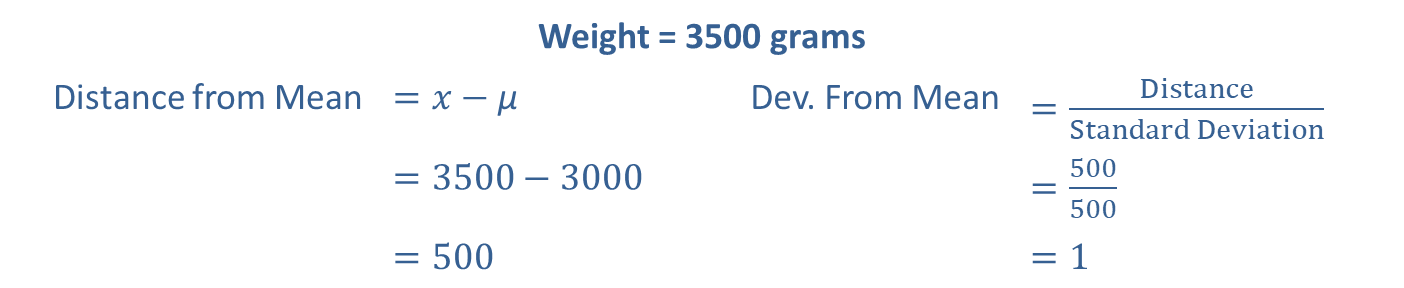 Weight = 3500 grams
Distance from Mean = x − μ
= 3500 − 3000
= 500
Dev. From Mean = Distance / Standard Deviation
= 500 / 500
= 1